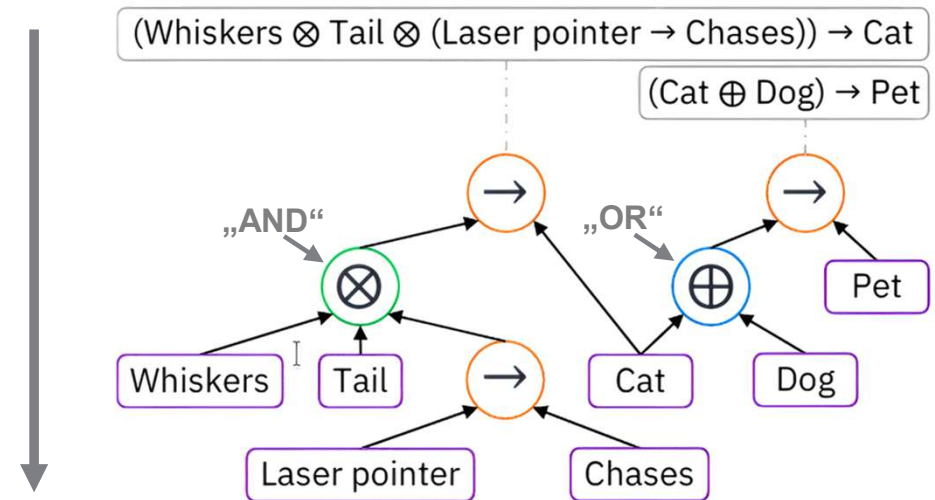 (Whiskers ⊗ Tail ⊗ (Laser pointer → Chases)) → Cat
(Cat ⊕ Dog) → Pet
→
→
„AND“
„OR“
⊗
⊕
Pet
Whiskers
Tail
→
Cat
Dog
Laser pointer
Chases